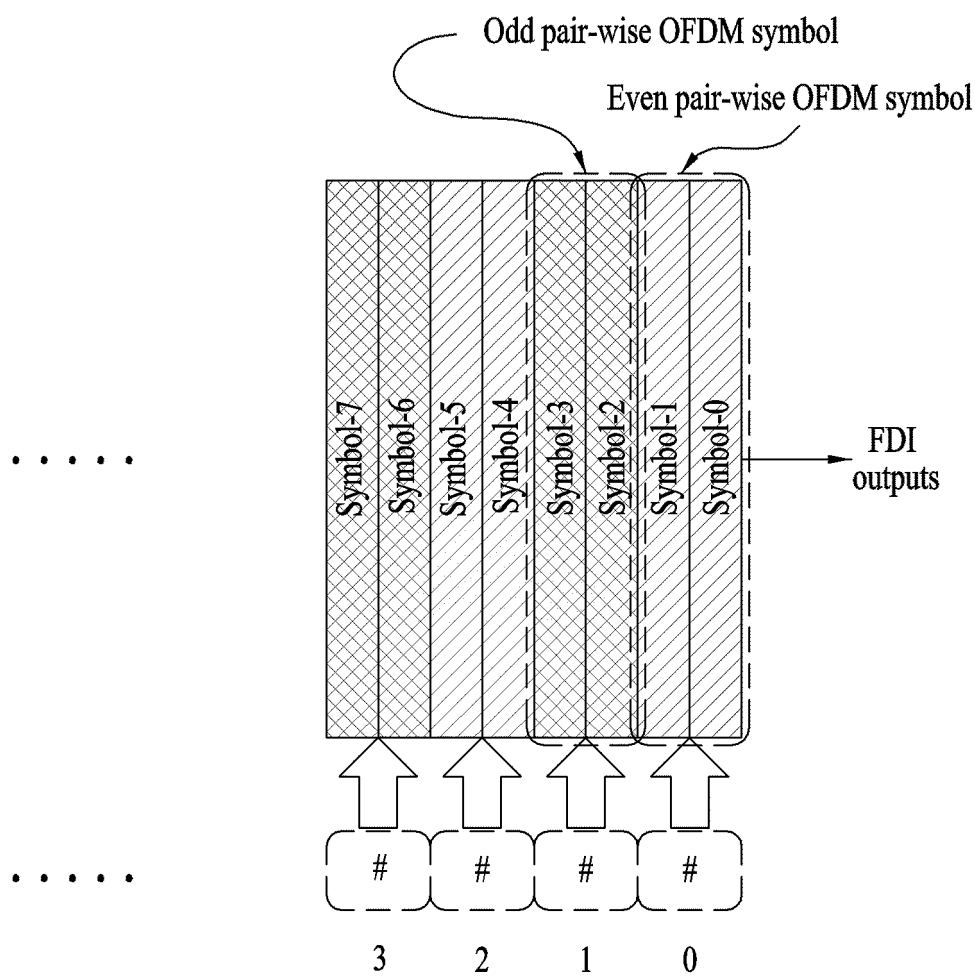 Odd pair-wise OFDM symbol
Even pair-wise OFDM symbol
Symbol-7
Symbol-6
Symbol-5
Symbol-4
Symbol-3
Symbol-2
Symbol-1
Symbol-0
FDI
outputs
# # # #
3 2 1 0